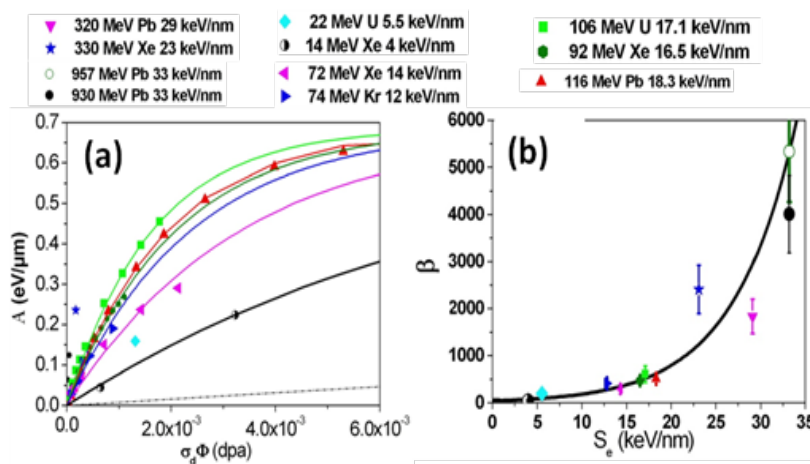 320 MeV Pb 29 keV/nm
330 MeV Xe 23 keV/nm
957 MeV Pb 33 keV/nm
930 MeV Pb 33 keV/nm
22 MeV U 5.5 keV/nm
14 MeV Xe 4 keV/nm
72 MeV Xe 14 keV/nm
74 MeV Kr 12 keV/nm
106 MeV U 17.1 keV/nm
92 MeV Xe 16.5 keV/nm
116 MeV Pb 18.3 keV/nm
(a)
A (eV/μm)
0.7
0.6
0.5
0.4
0.3
0.2
0.1
0.0
0.0 2.0x10⁻³ 4.0x10⁻³ 6.0x10⁻³
σdΦ (dpa)
(b)
β
6000
5000
4000
3000
2000
1000
0
0 5 10 15 20 25 30 35
Se (keV/nm)